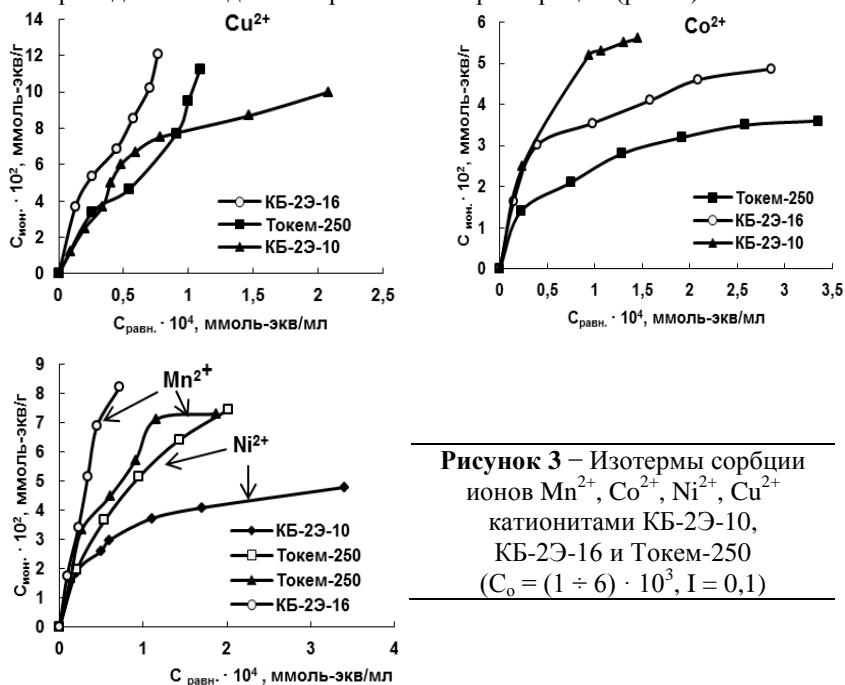 Cu²⁺
C ион. · 10², ммоль-экв/г
14
12
10
8
6
4
2
0
КБ-2Э-16
Токем-250
КБ-2Э-10
0 0,5 1 1,5 2 2,5
C равн. · 10⁴, ммоль-экв/мл
Co²⁺
C ион. · 10², ммоль-экв/г
6
5
4
3
2
1
0
Токем-250
КБ-2Э-16
КБ-2Э-10
0 0,5 1 1,5 2 2,5 3 3,5
C равн. · 10⁴, ммоль-экв/мл
Mn²⁺
Ni²⁺
C ион. · 10², ммоль-экв/г
9
8
7
6
5
4
3
2
1
0
КБ-2Э-10
Токем-250
Токем-250
КБ-2Э-16
0 1 2 3 4
C равн. · 10⁴, ммоль-экв/мл
Рисунок 3 − Изотермы сорбции
ионов Mn²⁺, Co²⁺, Ni²⁺, Cu²⁺
катионитами КБ-2Э-10,
КБ-2Э-16 и Токем-250
(Cₒ = (1 ÷ 6) · 10³, I = 0,1)